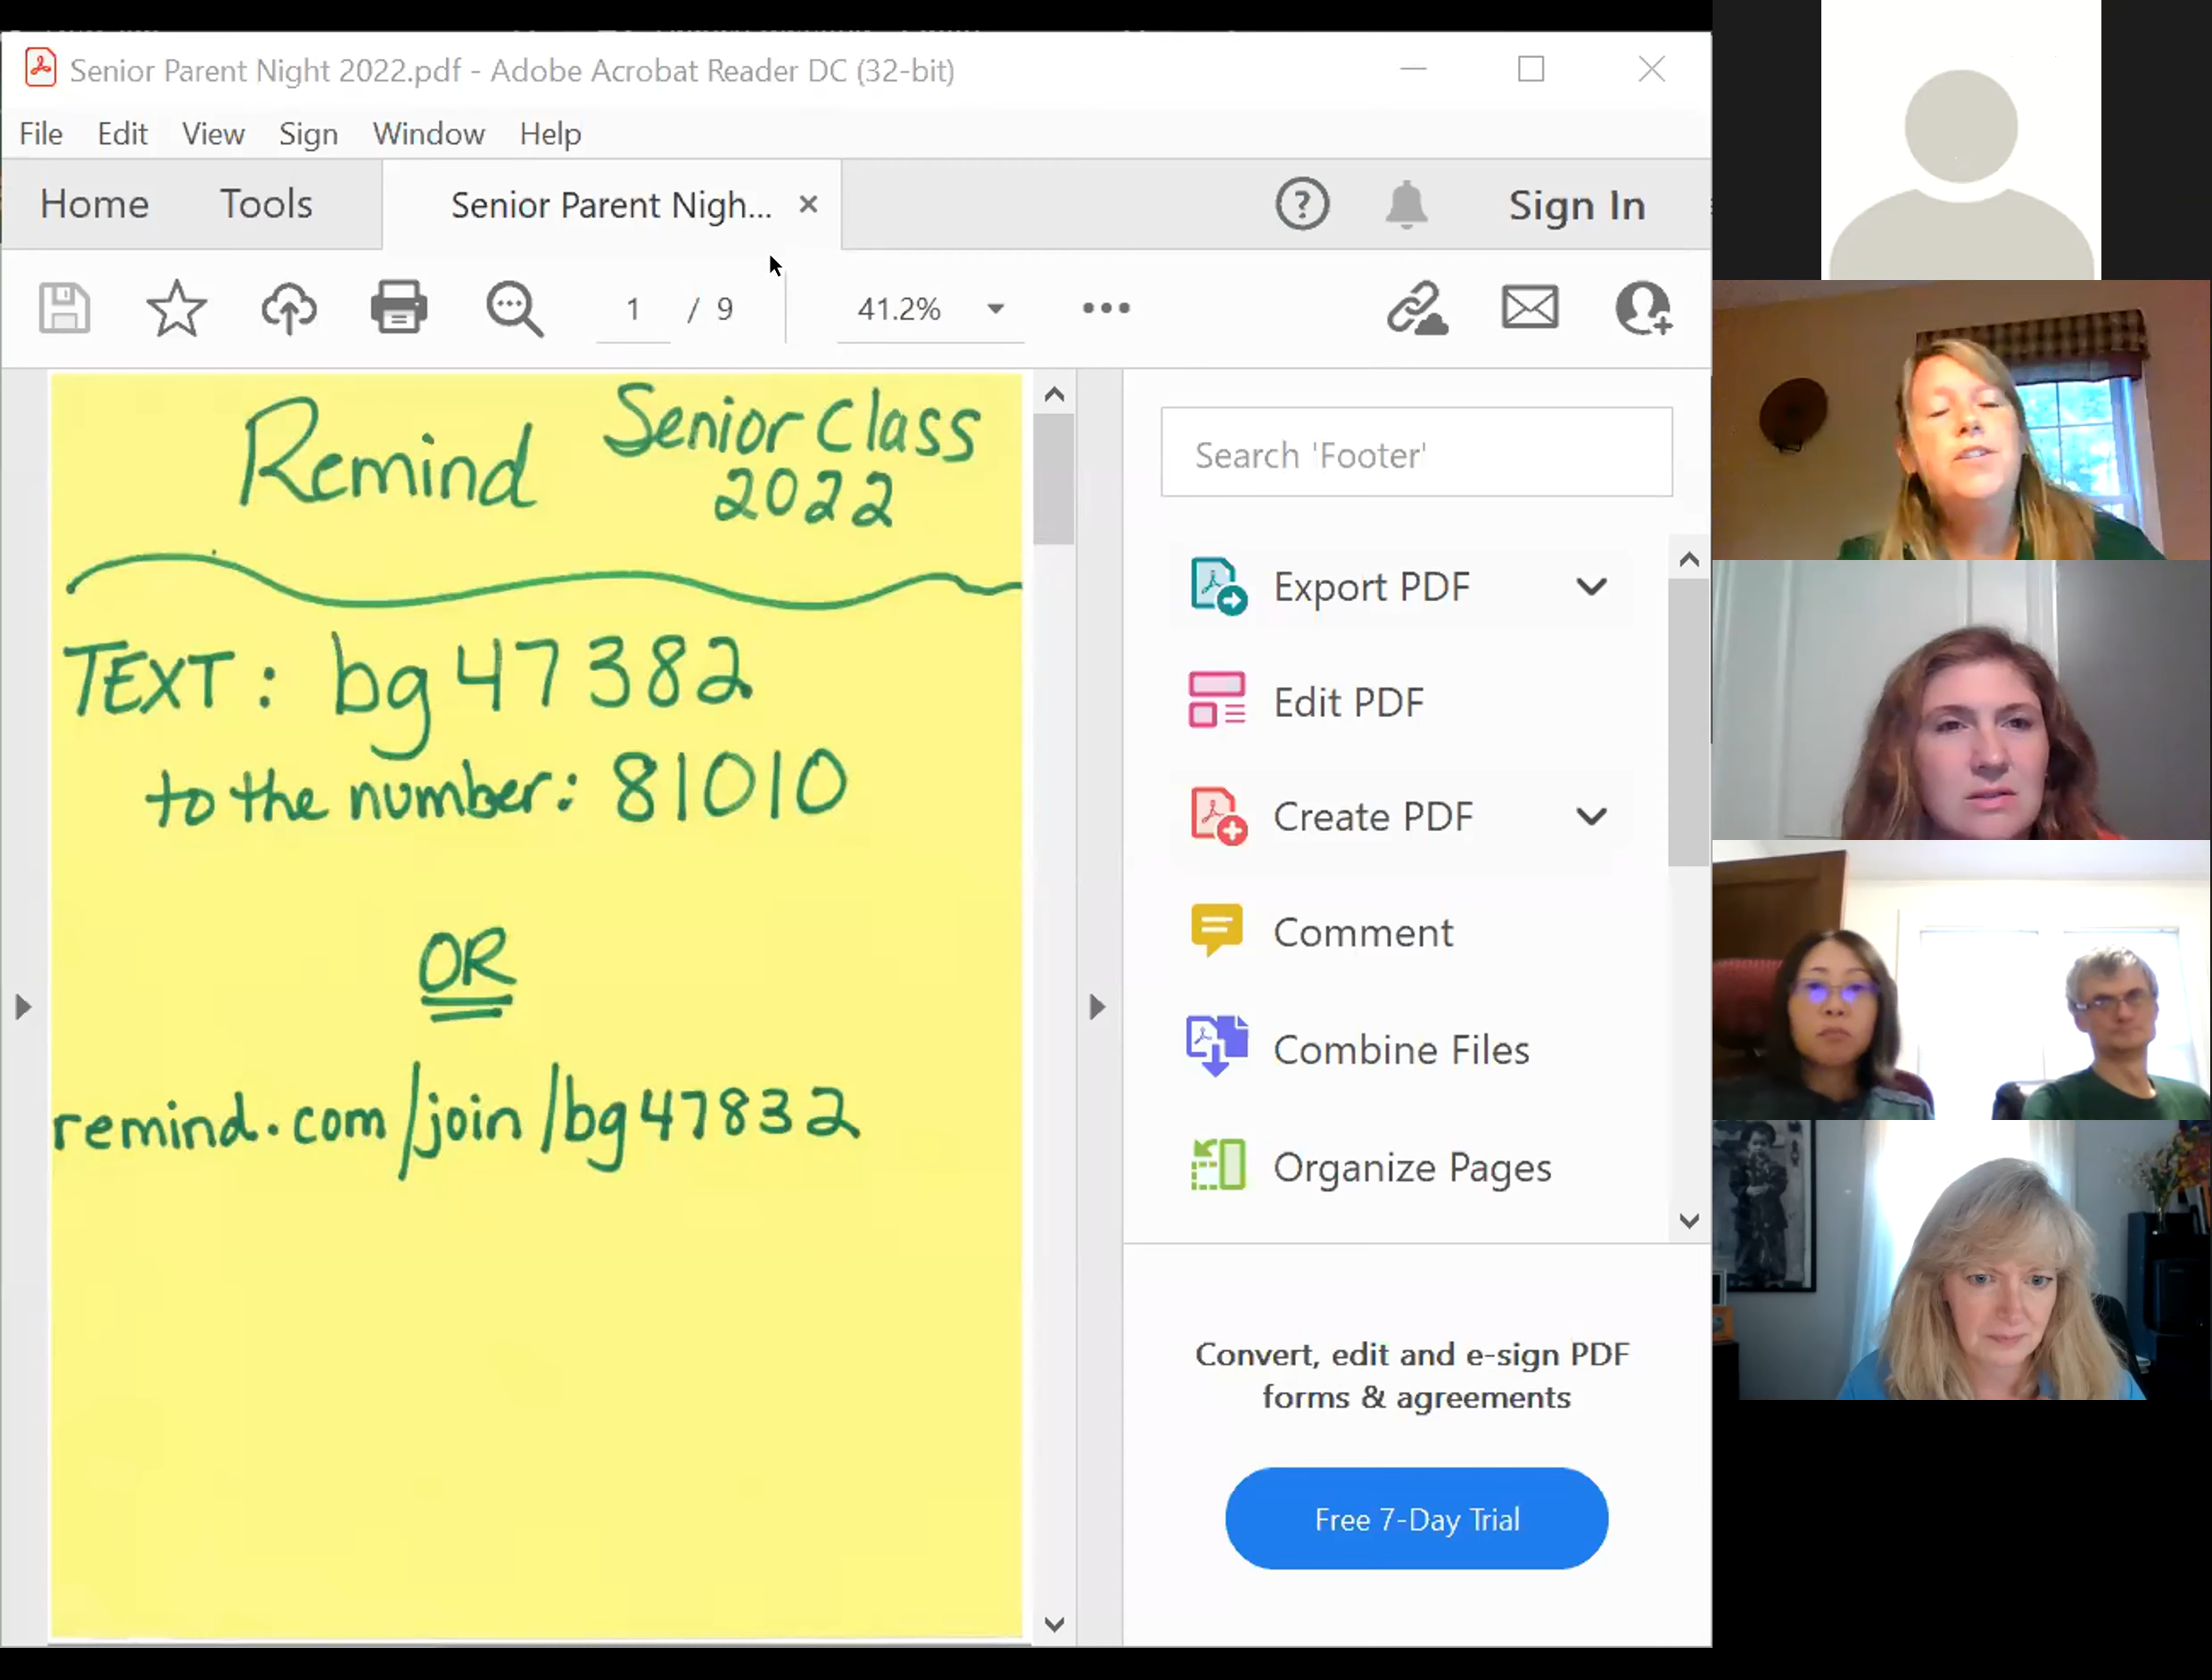 Senior Parent Night 2022.pdf - Adobe Acrobat Reader DC (32-bit)
File Edit View Sign Window Help
Home Tools Senior Parent Nigh... × ? Sign In
1 / 9 41.2%
Remind Senior Class
2022
TEXT: bg47382
to the number: 81010
OR
remind.com/join/bg47832
Search 'Footer'
Export PDF
Edit PDF
Create PDF
Comment
Combine Files
Organize Pages
Convert, edit and e-sign PDF
forms & agreements
Free 7-Day Trial